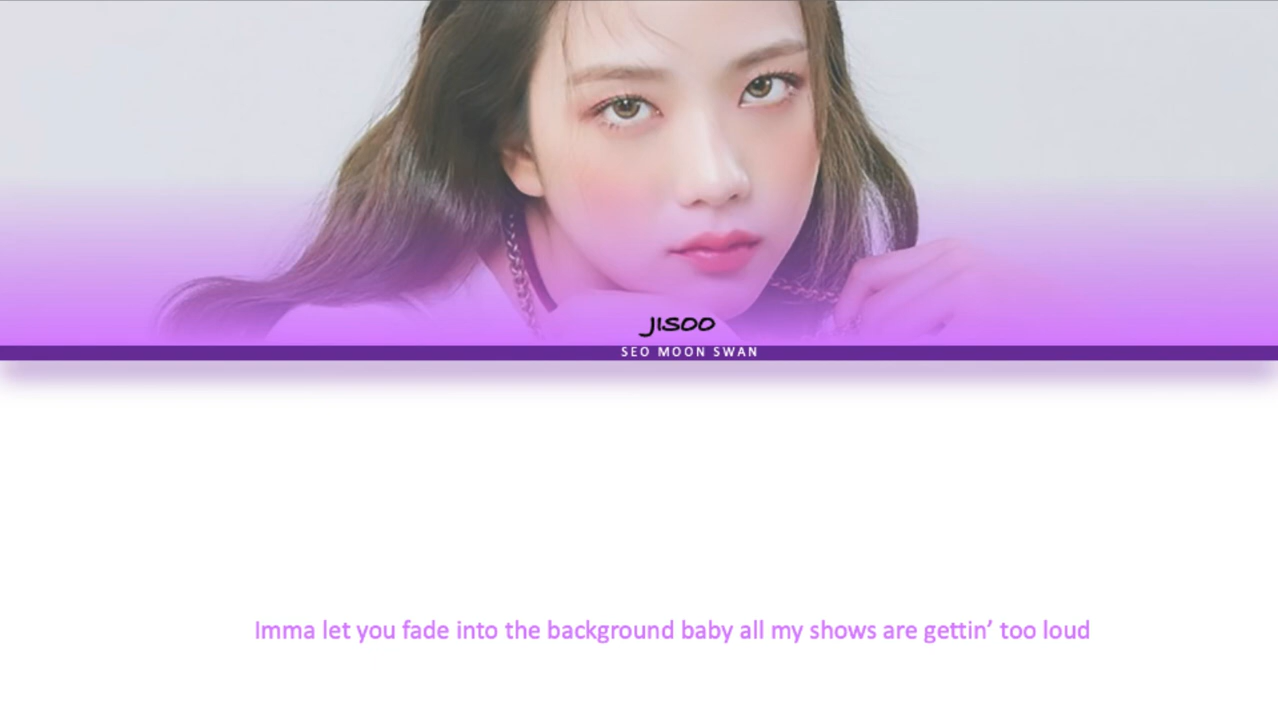 JISOO
SEO MOON SWAN
Imma let you fade into the background baby all my shows are gettin’ too loud